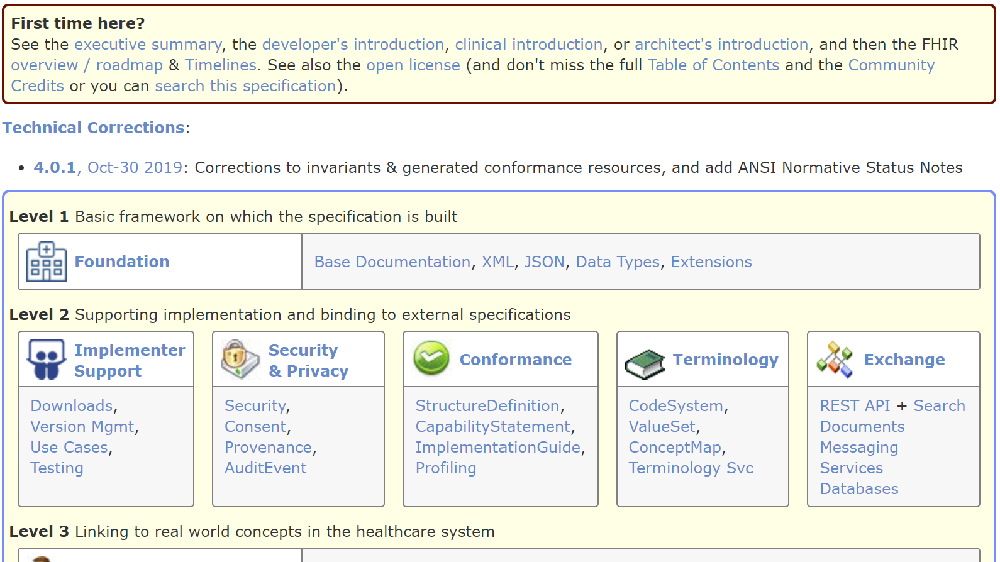 First time here?
See the executive summary, the developer's introduction, clinical introduction, or architect's introduction, and then the FHIR
overview / roadmap & Timelines. See also the open license (and don't miss the full Table of Contents and the Community
Credits or you can search this specification).
Technical Corrections:
• 4.0.1, Oct-30 2019: Corrections to invariants & generated conformance resources, and add ANSI Normative Status Notes
Level 1 Basic framework on which the specification is built
Foundation
Base Documentation, XML, JSON, Data Types, Extensions
Level 2 Supporting implementation and binding to external specifications
Implementer
Support
Downloads,
Version Mgmt,
Use Cases,
Testing
Security
& Privacy
Security,
Consent,
Provenance,
AuditEvent
Conformance
StructureDefinition,
CapabilityStatement,
ImplementationGuide,
Profiling
Terminology
CodeSystem,
ValueSet,
ConceptMap,
Terminology Svc
Exchange
REST API + Search
Documents
Messaging
Services
Databases
Level 3 Linking to real world concepts in the healthcare system